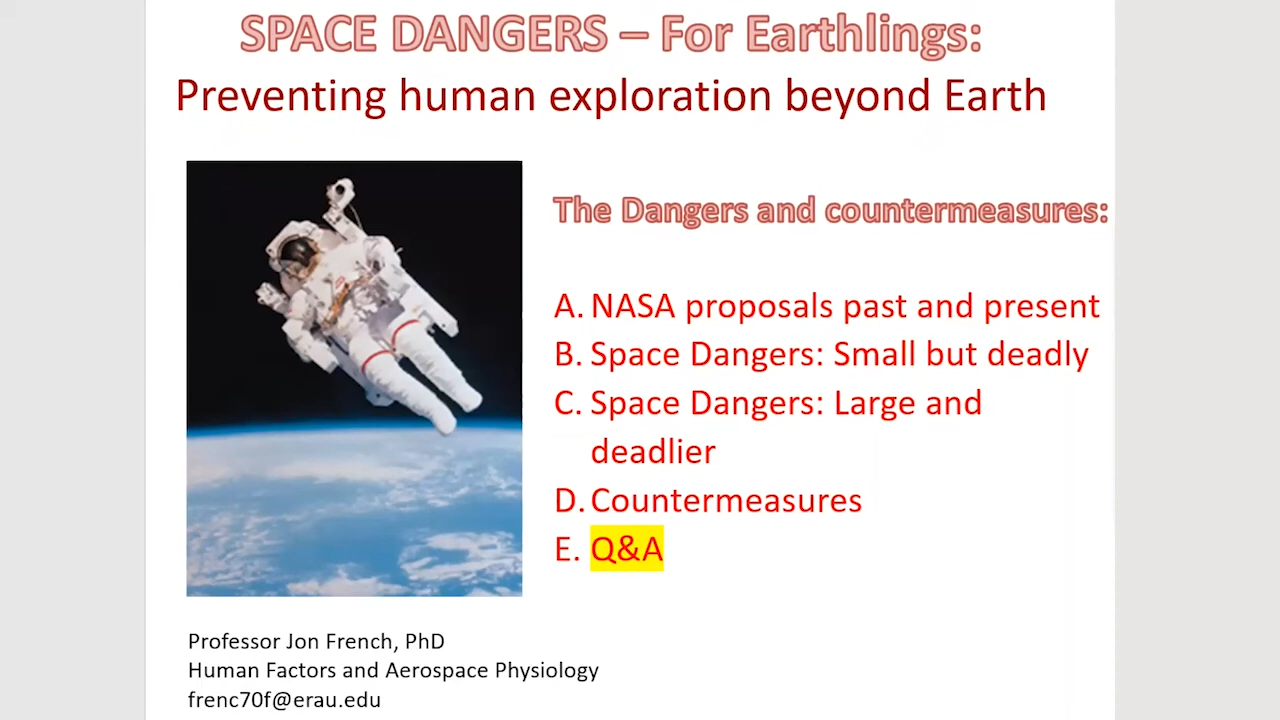 SPACE DANGERS – For Earthlings:
Preventing human exploration beyond Earth
The Dangers and countermeasures:
A. NASA proposals past and present
B. Space Dangers: Small but deadly
C. Space Dangers: Large and
deadlier
D. Countermeasures
E. Q&A
Professor Jon French, PhD
Human Factors and Aerospace Physiology
frenc70f@erau.edu